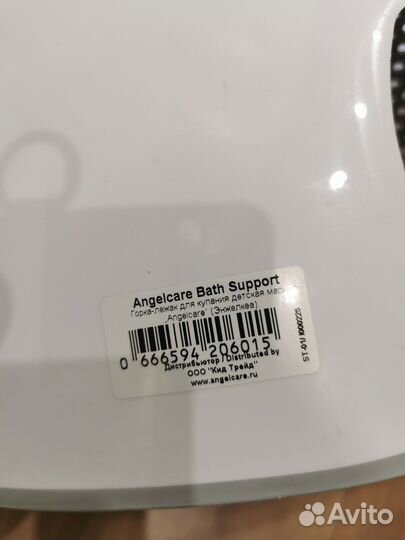 Angelcare Bath Support
Горка-лежак для купания детская
"Angelcare" (Энжелкеа)
0 666594 206015
Дистрибьютор / Distributed by
ООО "Кид Трейд"
www.angelcare.ru
Avito